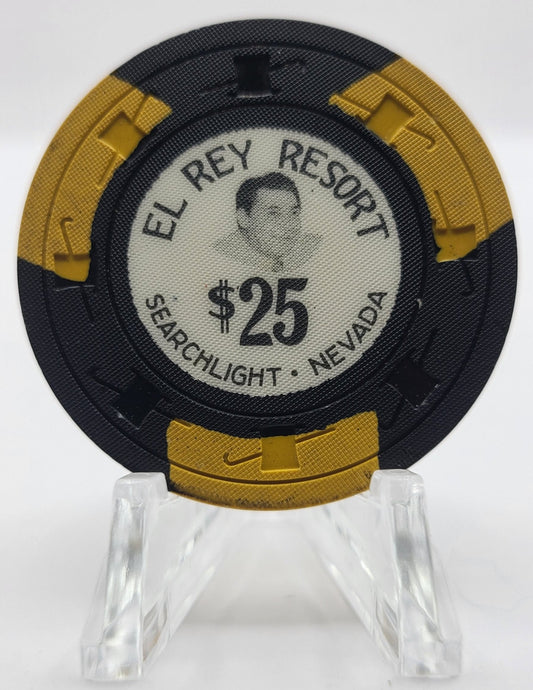 EL REY RESORT
$25
SEARCHLIGHT · NEVADA